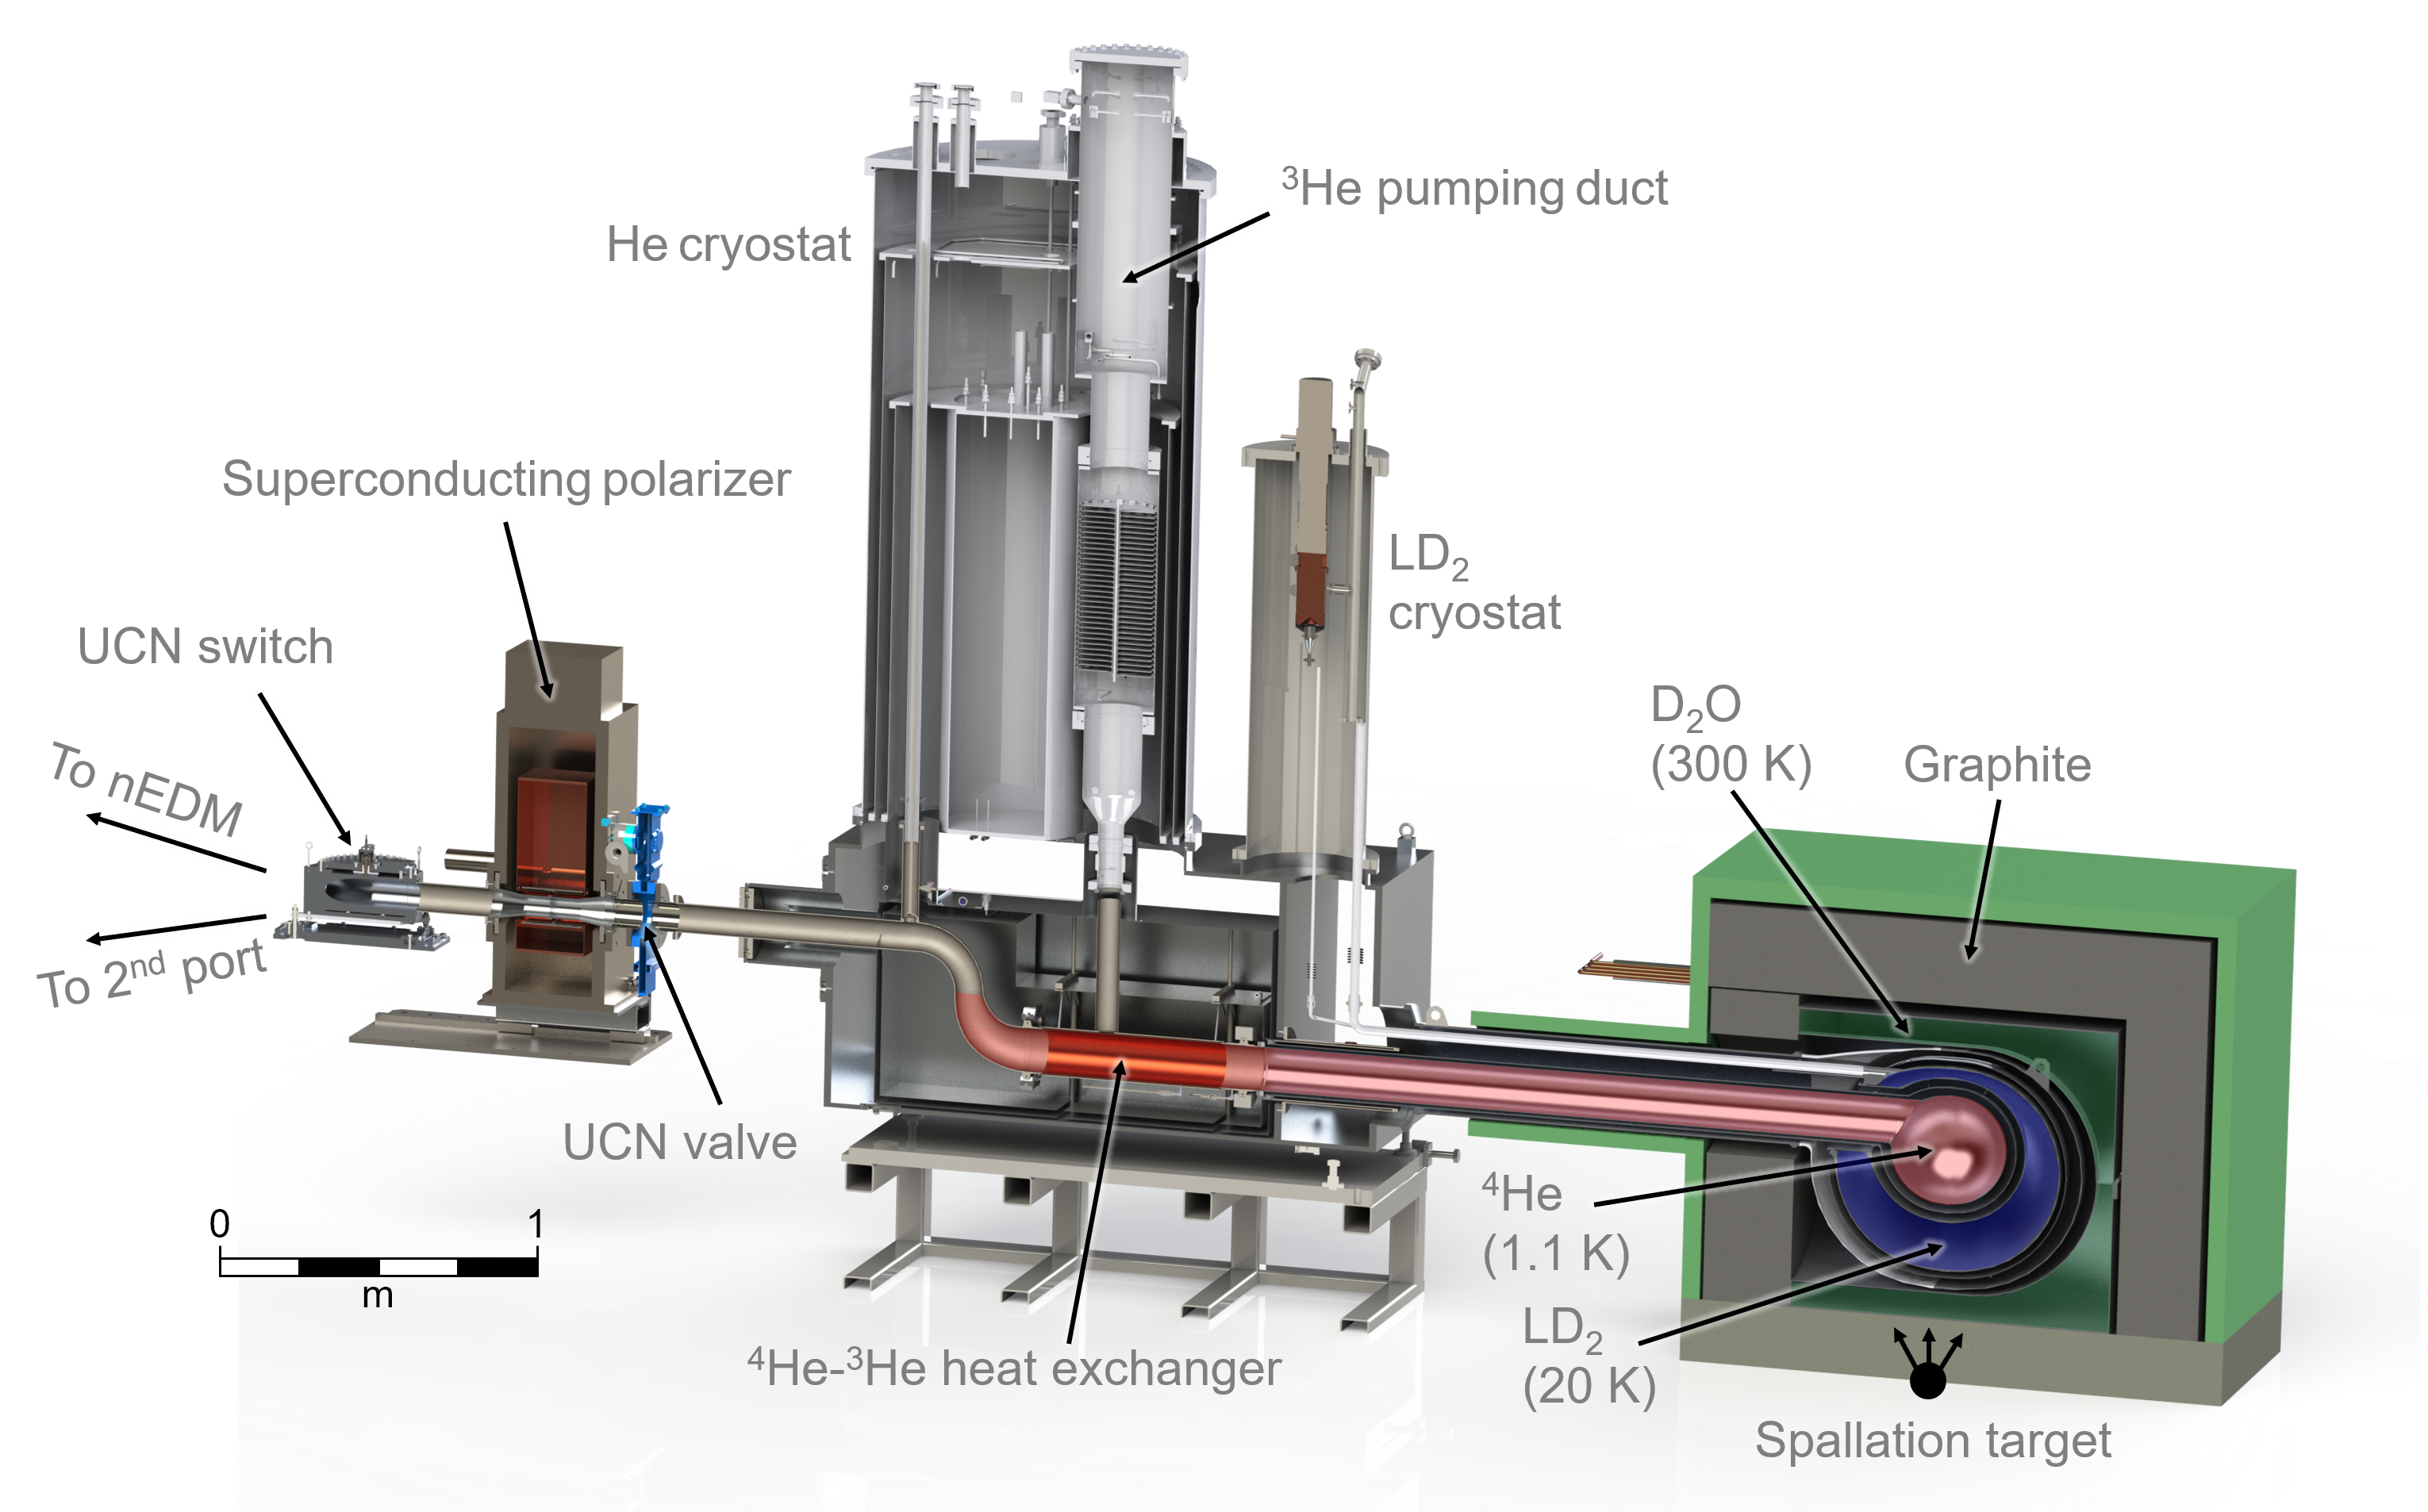 ³He pumping duct
He cryostat
Superconducting polarizer
LD₂
cryostat
UCN switch
D₂O
(300 K)
Graphite
To nEDM
To 2ⁿᵈ port
UCN valve
⁴He
(1.1 K)
0 1
m
LD₂
(20 K)
⁴He-³He heat exchanger
Spallation target